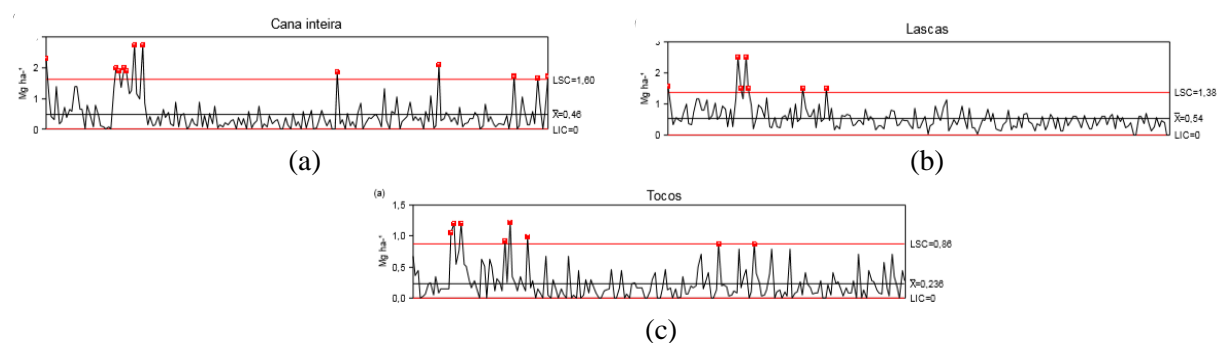 Cana inteira
Mg ha-¹
2
1
0
LSC=1,60
X̅=0,46
LIC=0
(a)
Lascas
Mg ha-¹
3
2
1
0
LSC=1,38
X̅=0,54
LIC=0
(b)
(a)
Tocos
Mg ha-¹
1,5
1,0
0,5
0,0
LSC=0,86
X̅=0,236
LIC=0
(c)